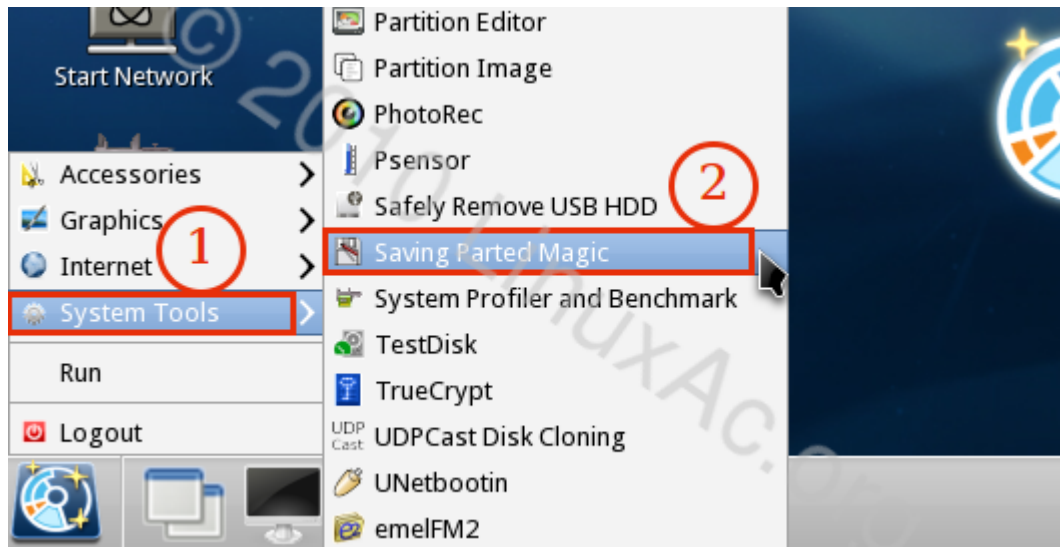 Start Network
Accessories
Graphics
Internet
System Tools
Run
Logout
1
Partition Editor
Partition Image
PhotoRec
Psensor
Safely Remove USB HDD
Saving Parted Magic
System Profiler and Benchmark
TestDisk
TrueCrypt
UDP
Cast
UDPCast Disk Cloning
UNetbootin
emelFM2
2
© 2010 LinuxAc.org